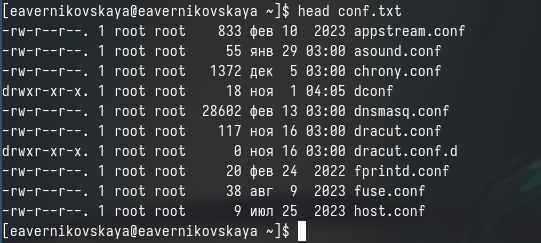 [eavernikovskaya@eavernikovskaya ~]$ head conf.txt
-rw-r--r--. 1 root root    833 фев 10  2023 appstream.conf
-rw-r--r--. 1 root root     55 янв 29 03:00 asound.conf
-rw-r--r--. 1 root root   1372 дек  5 03:00 chrony.conf
drwxr-xr-x. 1 root root     18 ноя  1 04:05 dconf
-rw-r--r--. 1 root root  28602 фев 13 03:00 dnsmasq.conf
-rw-r--r--. 1 root root    117 ноя 16 03:00 dracut.conf
drwxr-xr-x. 1 root root      0 ноя 16 03:00 dracut.conf.d
-rw-r--r--. 1 root root     20 фев 24  2022 fprintd.conf
-rw-r--r--. 1 root root     38 авг  9  2023 fuse.conf
-rw-r--r--. 1 root root      9 июл 25  2023 host.conf
[eavernikovskaya@eavernikovskaya ~]$